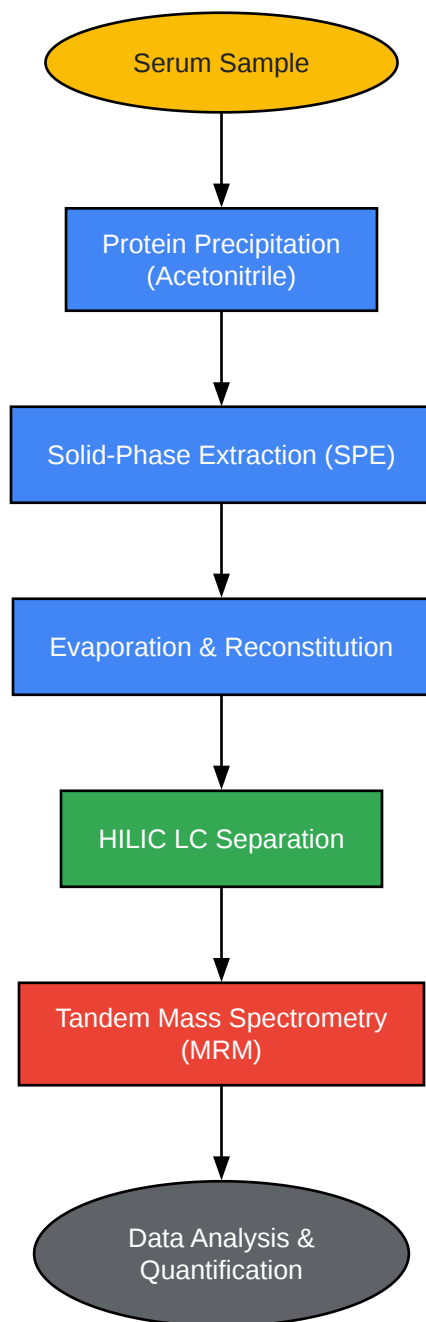 Serum Sample
Protein Precipitation
(Acetonitrile)
Solid-Phase Extraction (SPE)
Evaporation & Reconstitution
HILIC LC Separation
Tandem Mass Spectrometry
(MRM)
Data Analysis &
Quantification